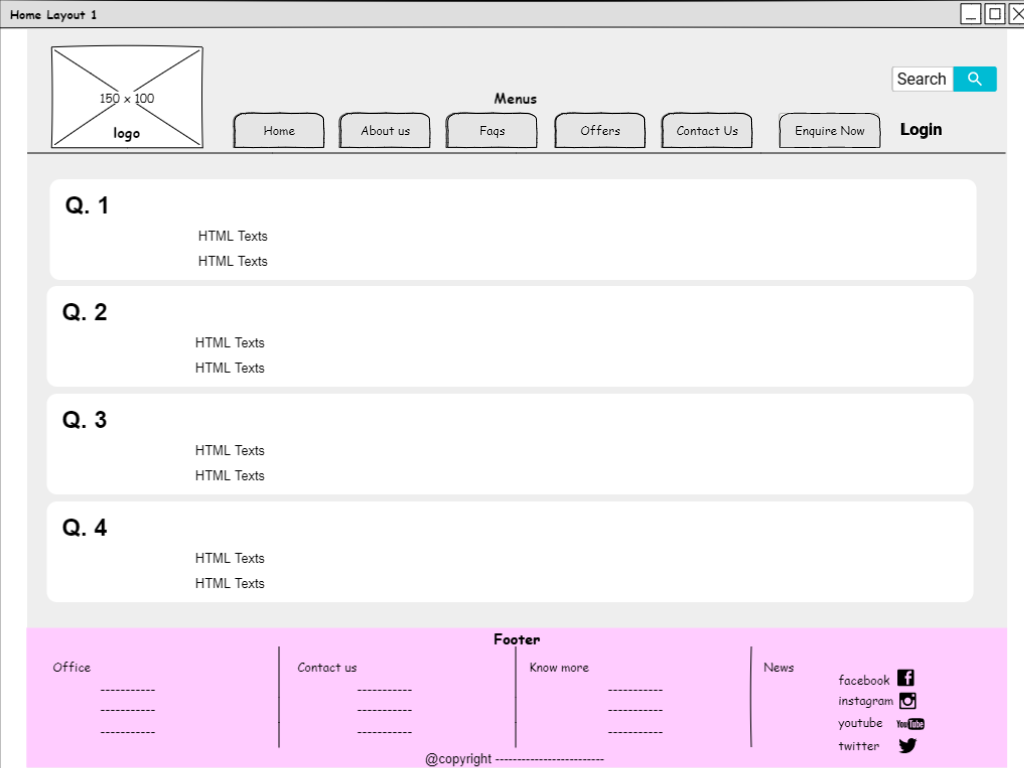 Home Layout 1
150 x 100
logo
Search
Menus
Home
About us
Faqs
Offers
Contact Us
Enquire Now
Login
Q. 1
HTML Texts
HTML Texts
Q. 2
HTML Texts
HTML Texts
Q. 3
HTML Texts
HTML Texts
Q. 4
HTML Texts
HTML Texts
Footer
Office
-----------
-----------
-----------
Contact us
-----------
-----------
-----------
Know more
-----------
-----------
-----------
News
facebook
instagram
youtube YouTube
twitter
@copyright -------------------------